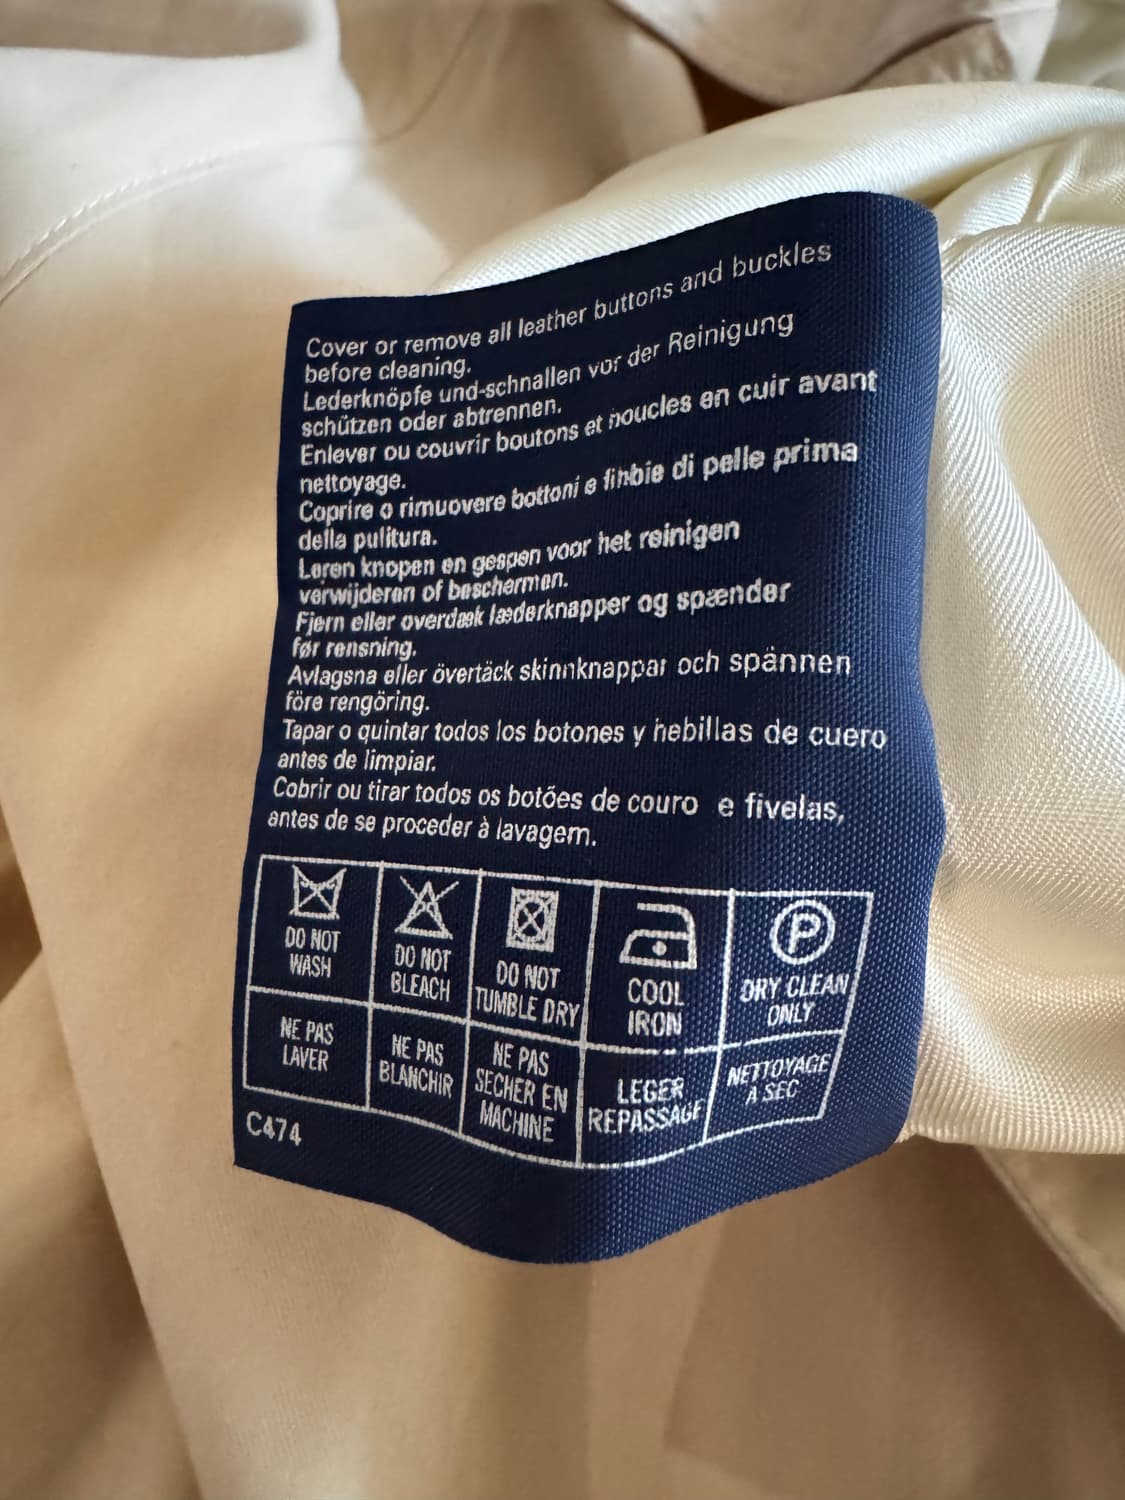 Cover or remove all leather buttons and buckles
before cleaning.
Lederknöpfe und-schnallen vor der Reinigung
schützen oder abtrennen.
Enlever ou couvrir boutons et noucles en cuir avant
nettoyage.
Coprire o rimuovere bottoni e finbie di pelle prima
della pulitura.
Leren knopen en gespen voor het reinigen
verwijderen of beschermen.
Fjern eller overdæk læderknapper og spænder
før rensning.
Avlagsna eller övertäck skinnknappar och spännen
före rengöring.
Tapar o quintar todos los botones y hebillas de cuero
antes de limpiar.
Cobrir ou tirar todos os botões de couro e fivelas,
antes de se proceder à lavagem.
DO NOT
WASH
DO NOT
BLEACH
DO NOT
TUMBLE DRY
COOL
IRON
P
DRY CLEAN
ONLY
NE PAS
LAVER
NE PAS
BLANCHIR
NE PAS
SECHER EN
MACHINE
LEGER
REPASSAGE
NETTOYAGE
A SEC
C474